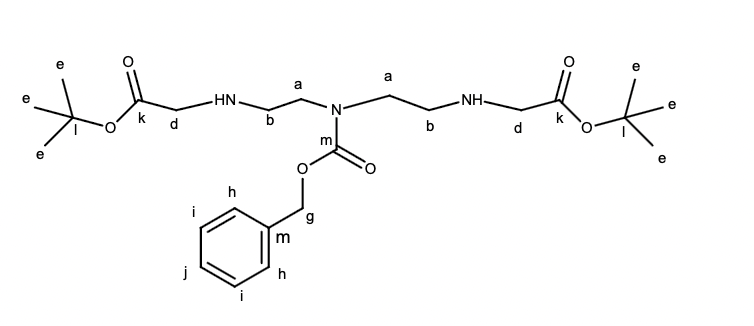 O O
e e
a a
e HN N NH e
k b b k
l O d m d O l
e O O e
h
i g
m
j h
i